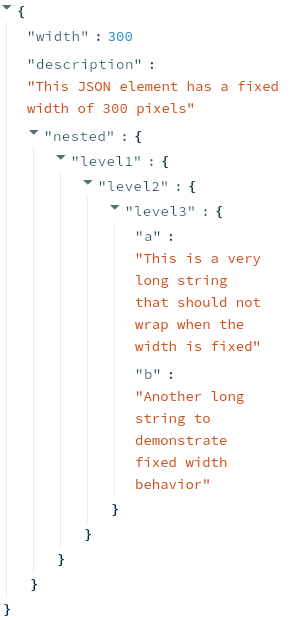 {
"width" : 300
"description" :
"This JSON element has a fixed
width of 300 pixels"
"nested" : {
"level1" : {
"level2" : {
"level3" : {
"a" :
"This is a very
long string
that should not
wrap when the
width is fixed"
"b" :
"Another long
string to
demonstrate
fixed width
behavior"
}
}
}
}
}